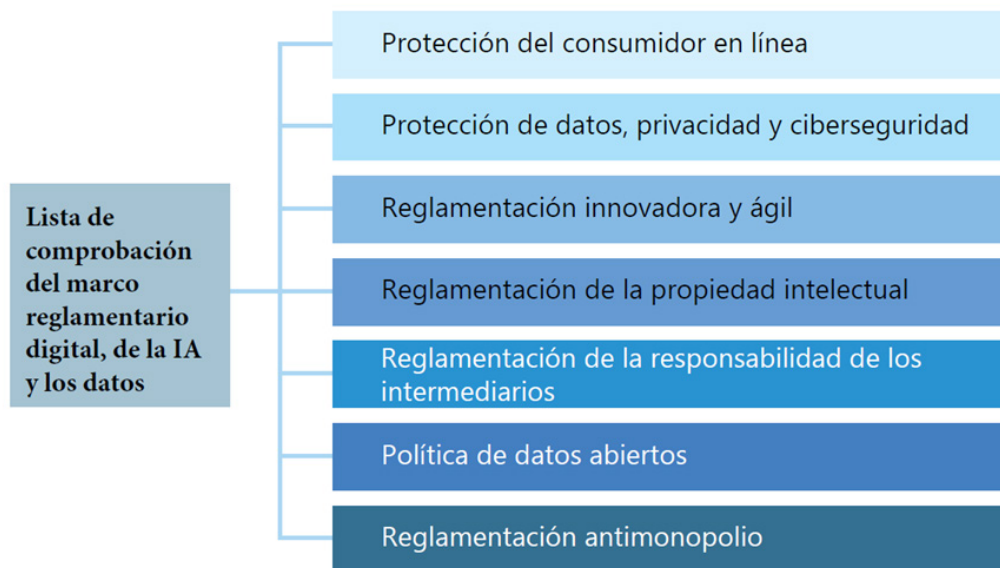 Lista de
comprobación
del marco
reglamentario
digital, de la IA
y los datos
Protección del consumidor en línea
Protección de datos, privacidad y ciberseguridad
Reglamentación innovadora y ágil
Reglamentación de la propiedad intelectual
Reglamentación de la responsabilidad de los
intermediarios
Política de datos abiertos
Reglamentación antimonopolio